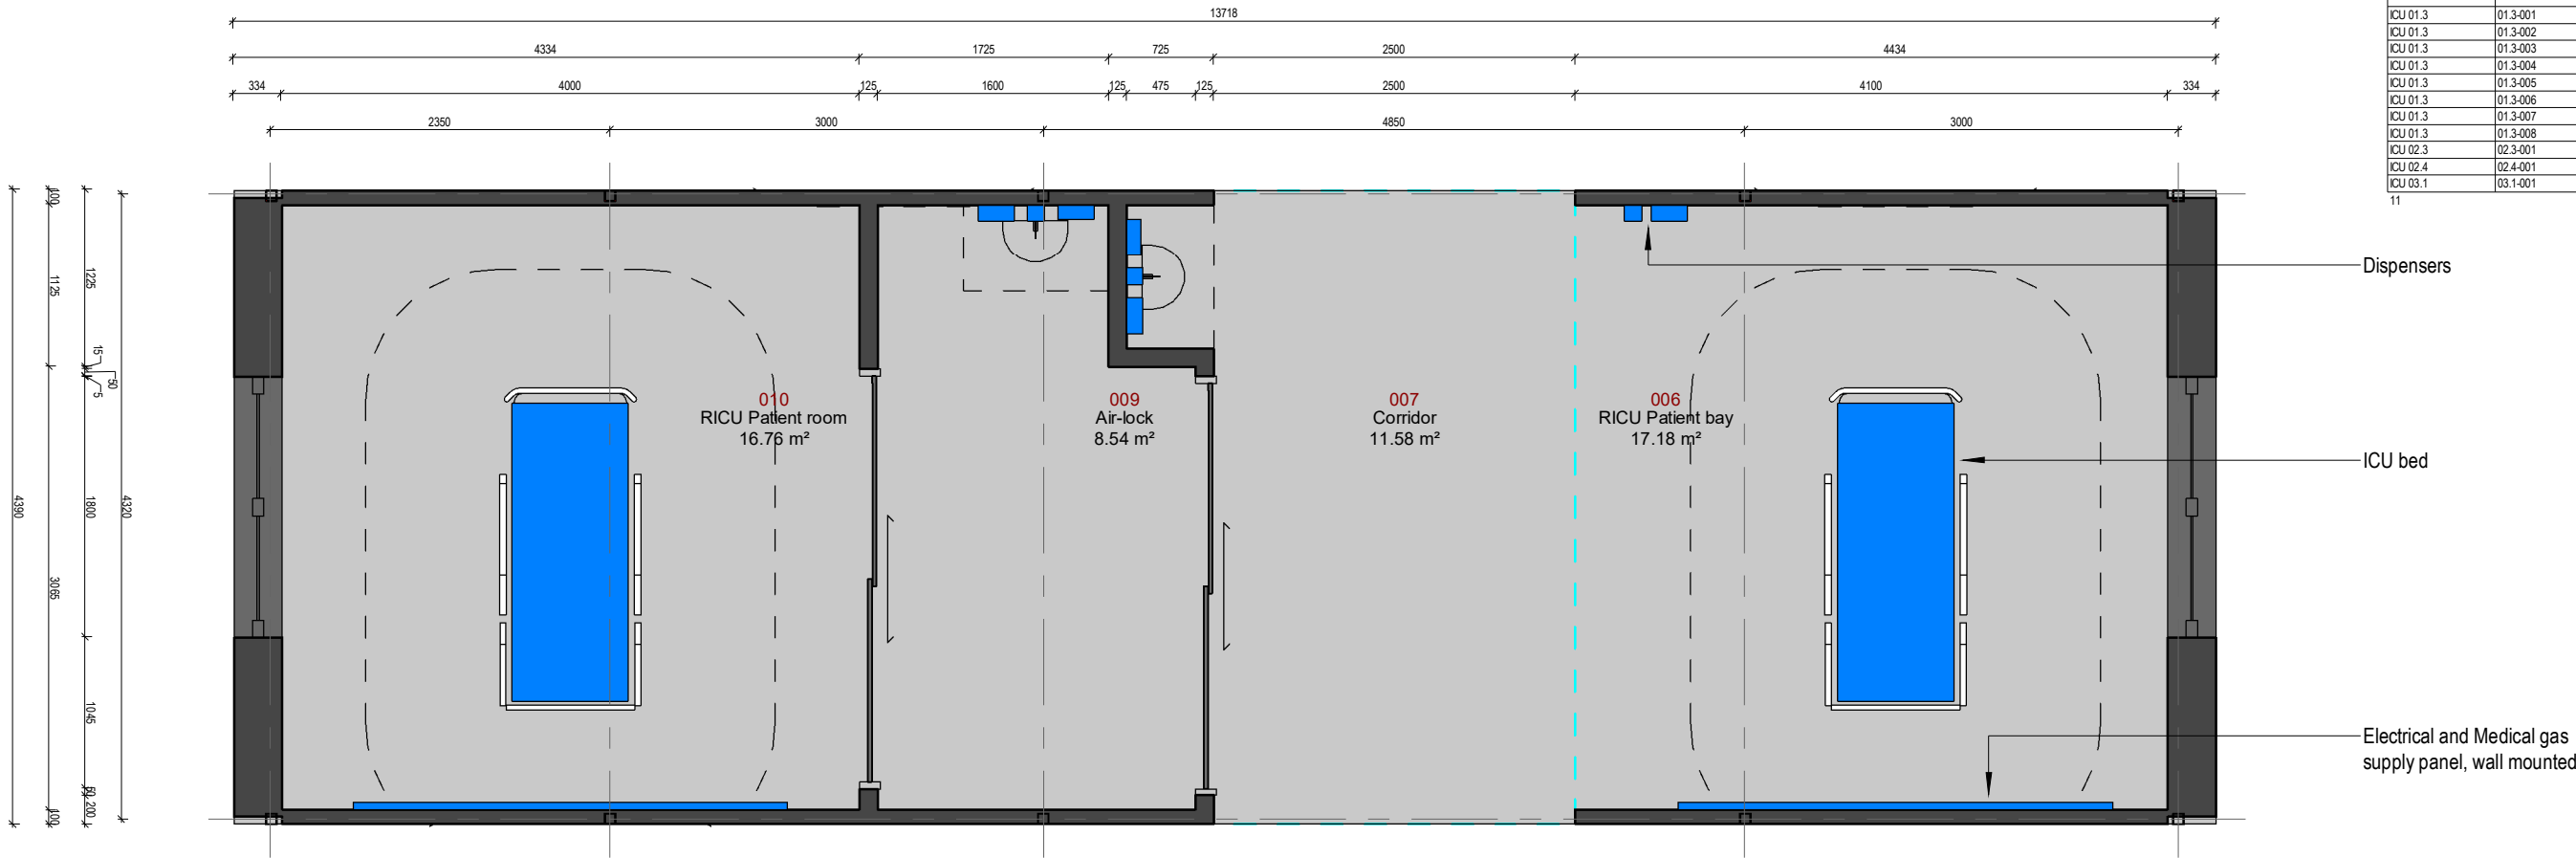 13718
4334 1725 725 2500 4434
334 4000 125 1600 125 475 125 2500 4100 334
2350 3000 4850 3000
ICU 01.3 01.3-001
ICU 01.3 01.3-002
ICU 01.3 01.3-003
ICU 01.3 01.3-004
ICU 01.3 01.3-005
ICU 01.3 01.3-006
ICU 01.3 01.3-007
ICU 01.3 01.3-008
ICU 02.3 02.3-001
ICU 02.4 02.4-001
ICU 03.1 03.1-001
11
4390
100 1125 3065 100
1225 15 50 5 1800 1045 200
4320
010
RICU Patient room
16.76 m²
009
Air-lock
8.54 m²
007
Corridor
11.58 m²
006
RICU Patient bay
17.18 m²
Dispensers
ICU bed
Electrical and Medical gas
supply panel, wall mounted